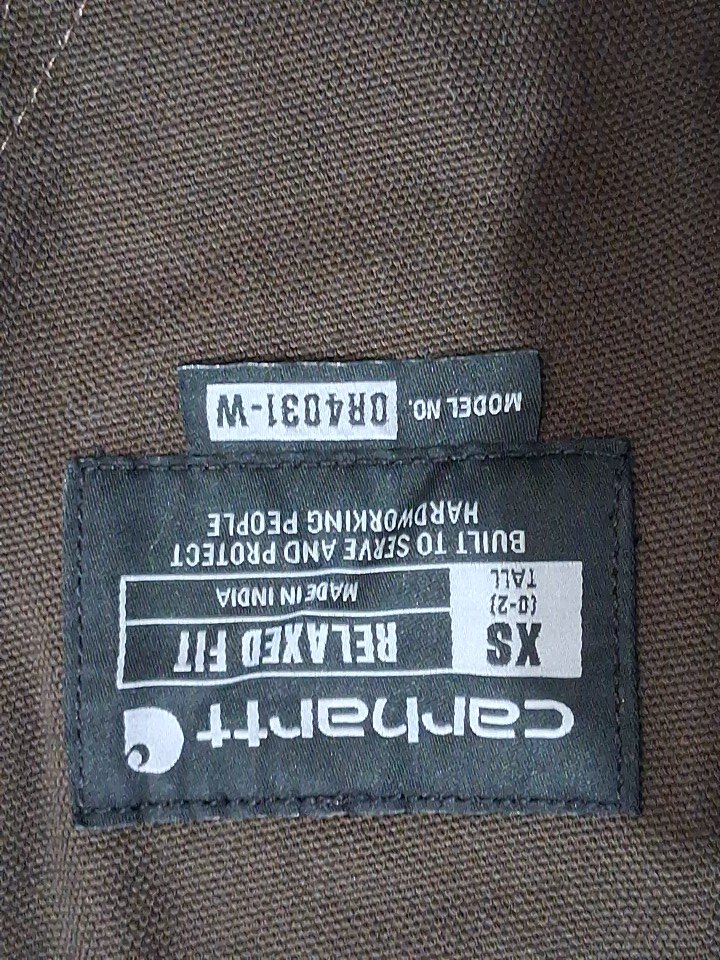 carhartt
XS
(0-2)
TALL
RELAXED FIT
MADE IN INDIA
BUILT TO SERVE AND PROTECT
HARDWORKING PEOPLE
MODEL NO. OR4031-W